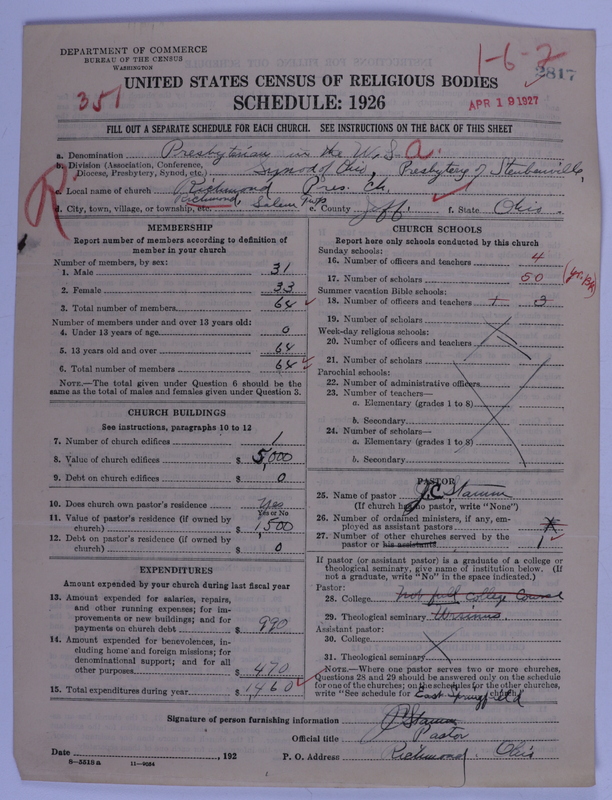 DEPARTMENT OF COMMERCE
BUREAU OF THE CENSUS
WASHINGTON
1-6-2
2817
351
APR 19 1927
UNITED STATES CENSUS OF RELIGIOUS BODIES
SCHEDULE: 1926
FILL OUT A SEPARATE SCHEDULE FOR EACH CHURCH. SEE INSTRUCTIONS ON THE BACK OF THIS SHEET
a. Denomination Presbyterian in the U. S. a.
b. Division (Association, Conference, Diocese, Presbytery, Synod, etc.) Synod of Ohio, Presbytery of Steubenville,
R
c. Local name of church Richmond Pres. Ch.
d. City, town, village, or township, etc. Richmond, Salem Twp e. County Jeff. f. State Ohio.
MEMBERSHIP
Report number of members according to definition of member in your church
Number of members, by sex:
1. Male 31
2. Female 33
3. Total number of members 64
Number of members under and over 13 years old:
4. Under 13 years of age 0
5. 13 years old and over 64
6. Total number of members 64
NOTE.—The total given under Question 6 should be the same as the total of males and females given under Question 3.
CHURCH BUILDINGS
See instructions, paragraphs 10 to 12
7. Number of church edifices 1
8. Value of church edifices $ 5,000
9. Debt on church edifices $ 0
10. Does church own pastor's residence Yes
Yes or No
11. Value of pastor's residence (if owned by church) $ 1,500
12. Debt on pastor's residence (if owned by church) $ 0
EXPENDITURES
Amount expended by your church during last fiscal year
13. Amount expended for salaries, repairs, and other running expenses; for improvements or new buildings; and for payments on church debt $ 990
14. Amount expended for benevolences, including home and foreign missions; for denominational support; and for all other purposes $ 470
15. Total expenditures during year $ 1,460
CHURCH SCHOOLS
Report here only schools conducted by this church
Sunday schools:
16. Number of officers and teachers 4
17. Number of scholars 50
Summer vacation Bible schools:
18. Number of officers and teachers 3
19. Number of scholars
Week-day religious schools:
20. Number of officers and teachers
21. Number of scholars
Parochial schools:
22. Number of administrative officers
23. Number of teachers—
a. Elementary (grades 1 to 8)
b. Secondary
24. Number of scholars—
a. Elementary (grades 1 to 8)
b. Secondary
PASTOR
25. Name of pastor J. C. Stamm
(If church has no pastor, write "None")
26. Number of ordained ministers, if any, employed as assistant pastors
27. Number of other churches served by the pastor or his assistants 1
If pastor (or assistant pastor) is a graduate of a college or theological seminary, give name of institution below. (If not a graduate, write "No" in the space indicated.)
Pastor:
28. College not full College Course
29. Theological seminary Ursinus
Assistant pastor:
30. College
31. Theological seminary
NOTE.—Where one pastor serves two or more churches, Questions 28 and 29 should be answered only on the schedule for one of the churches; on the schedules for the other churches, write "See schedule for East Springfield church."
Signature of person furnishing information J C Stamm
Official title Pastor
Date , 192 P. O. Address Richmond. Ohio
8—5518 a 11—9264